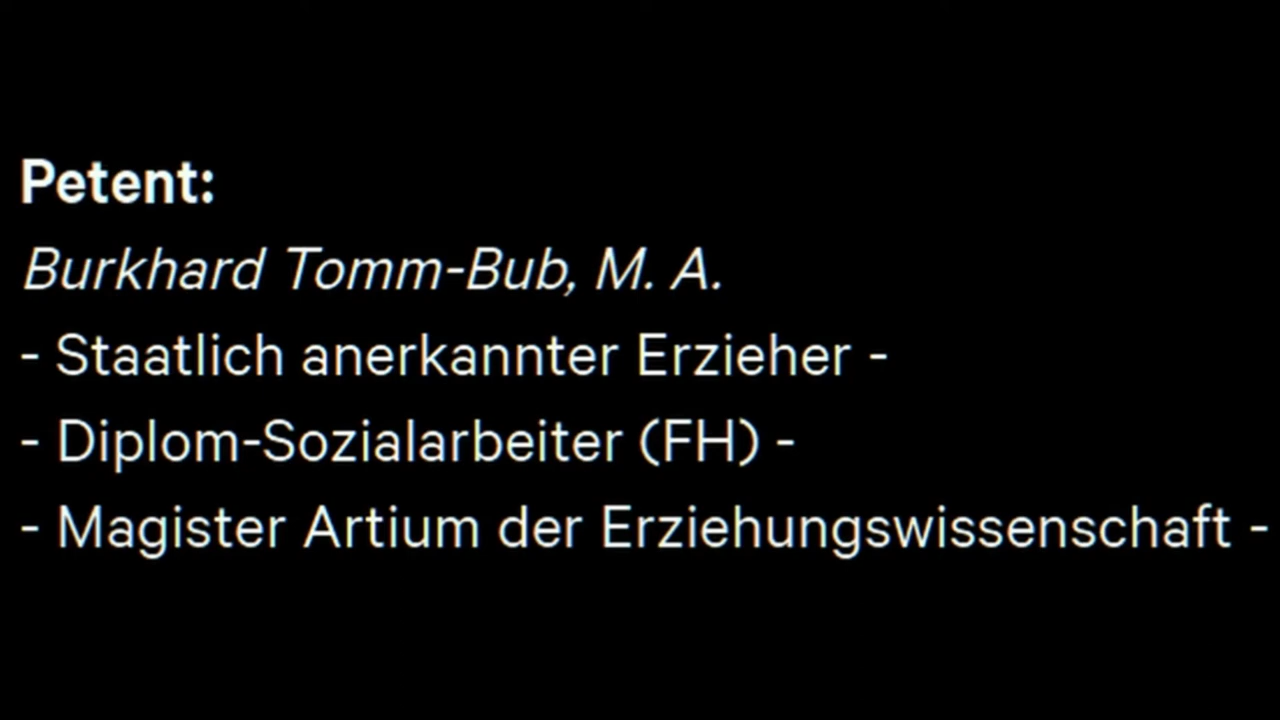 Petent:
Burkhard Tomm-Bub, M. A.
- Staatlich anerkannter Erzieher -
- Diplom-Sozialarbeiter (FH) -
- Magister Artium der Erziehungswissenschaft -